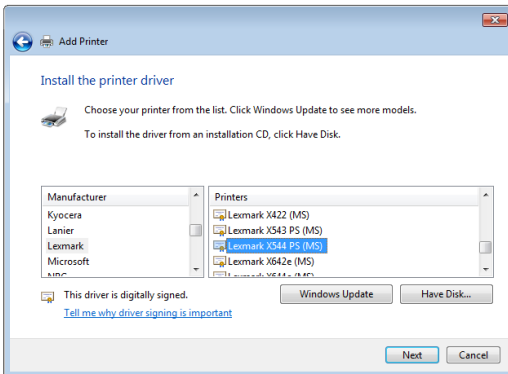 Add Printer
Install the printer driver
Choose your printer from the list. Click Windows Update to see more models.
To install the driver from an installation CD, click Have Disk.
Manufacturer
Kyocera
Lanier
Lexmark
Microsoft
Printers
Lexmark X422 (MS)
Lexmark X543 PS (MS)
Lexmark X544 PS (MS)
Lexmark X642e (MS)
Lexmark X644e (MS)
This driver is digitally signed.
Tell me why driver signing is important
Windows Update
Have Disk...
Next
Cancel